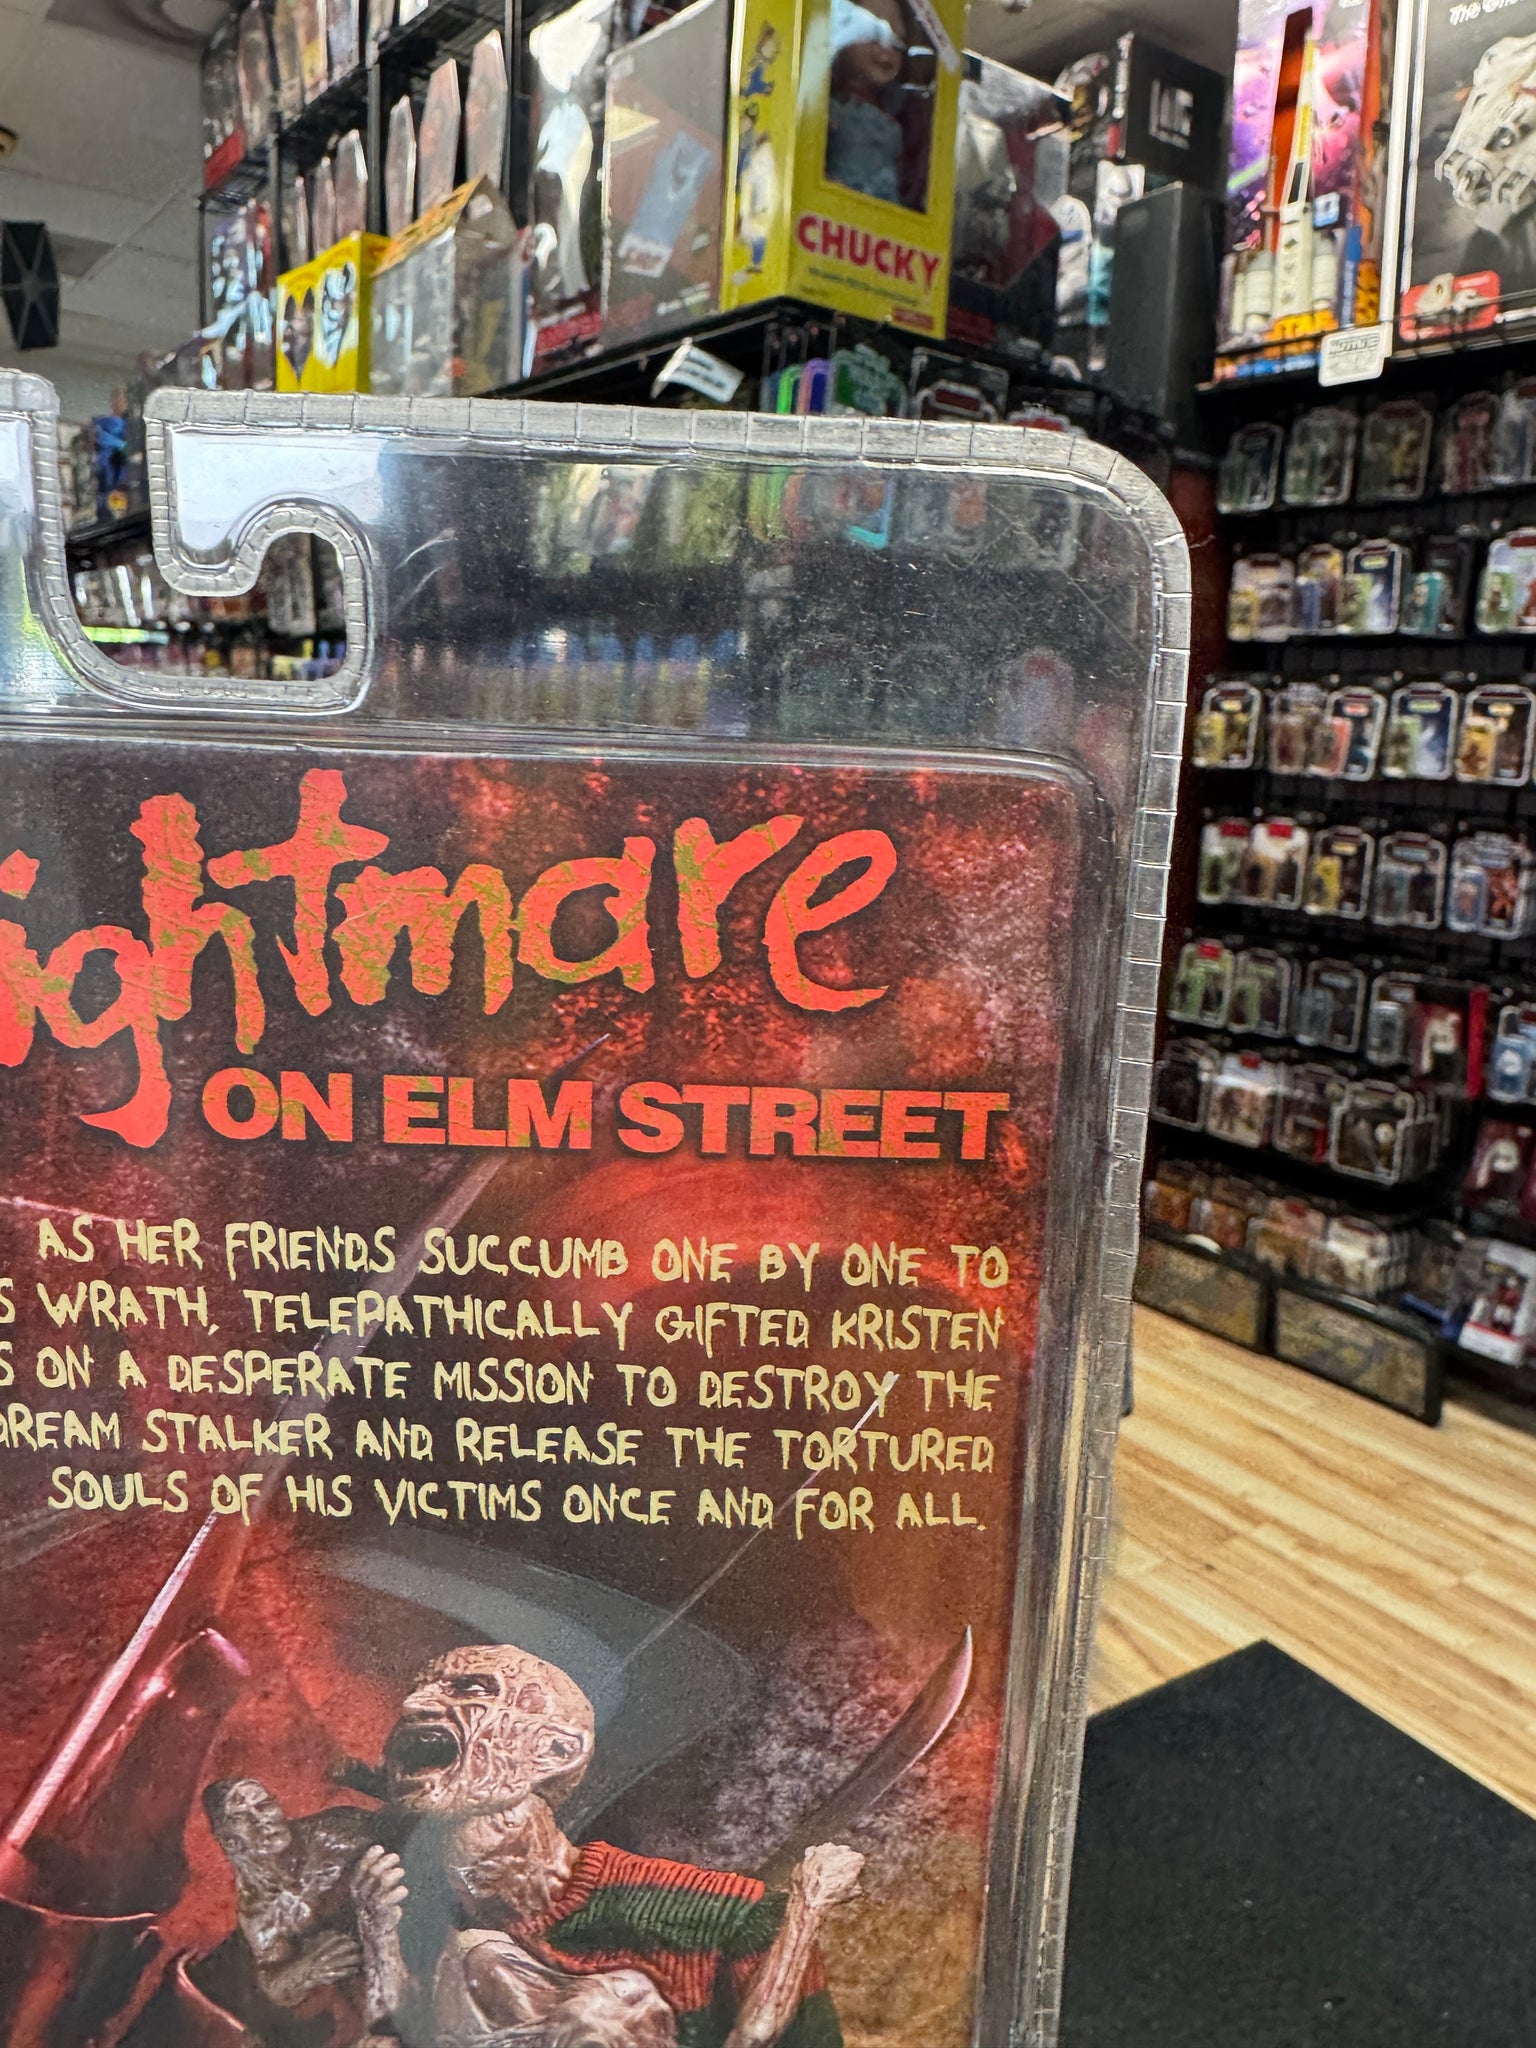 CHUCKY
ightmare
ON ELM STREET
AS HER FRIENDS SUCCUMB ONE BY ONE TO
S WRATH, TELEPATHICALLY GIFTED KRISTEN
S ON A DESPERATE MISSION TO DESTROY THE
DREAM STALKER AND RELEASE THE TORTURED
SOULS OF HIS VICTIMS ONCE AND FOR ALL.